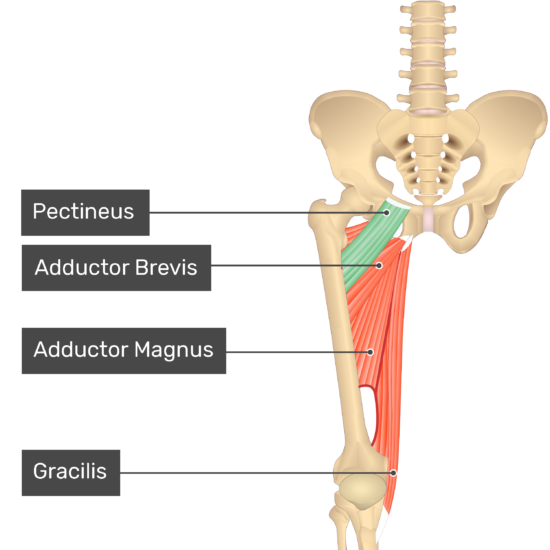 Pectineus
Adductor Brevis
Adductor Magnus
Gracilis